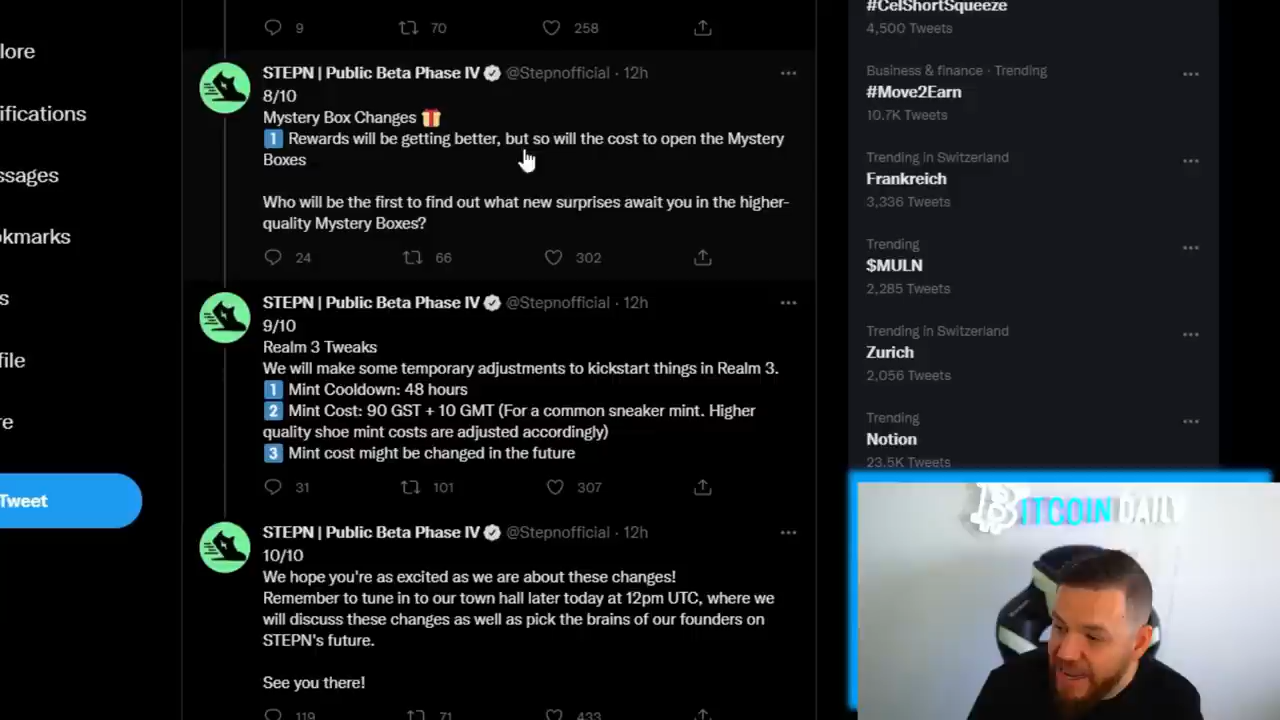 9 70 258
STEPN | Public Beta Phase IV @Stepnofficial · 12h
8/10
Mystery Box Changes
1 Rewards will be getting better, but so will the cost to open the Mystery
Boxes
Who will be the first to find out what new surprises await you in the higher-
quality Mystery Boxes?
24 66 302
STEPN | Public Beta Phase IV @Stepnofficial · 12h
9/10
Realm 3 Tweaks
We will make some temporary adjustments to kickstart things in Realm 3.
1 Mint Cooldown: 48 hours
2 Mint Cost: 90 GST + 10 GMT (For a common sneaker mint. Higher
quality shoe mint costs are adjusted accordingly)
3 Mint cost might be changed in the future
31 101 307
STEPN | Public Beta Phase IV @Stepnofficial · 12h
10/10
We hope you're as excited as we are about these changes!
Remember to tune in to our town hall later today at 12pm UTC, where we
will discuss these changes as well as pick the brains of our founders on
STEPN's future.
See you there!
119 71 433
lore
ifications
ssages
okmarks
s
file
re
Tweet
#CelShortSqueeze
4,500 Tweets
Business & finance · Trending
#Move2Earn
10.7K Tweets
Trending in Switzerland
Frankreich
3,336 Tweets
Trending
$MULN
2,285 Tweets
Trending in Switzerland
Zurich
2,056 Tweets
Trending
Notion
23.5K Tweets
BITCOIN DAILY